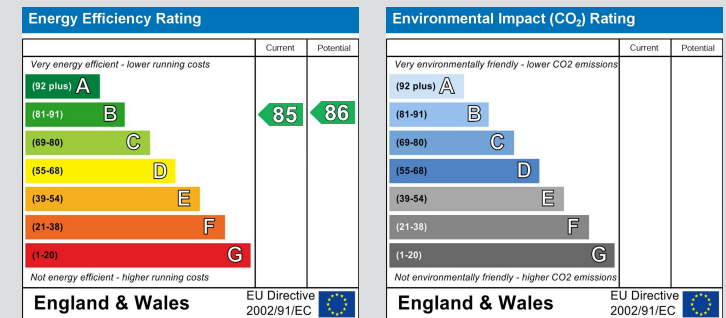 Energy Efficiency Rating
Current Potential
Very energy efficient - lower running costs
(92 plus) A
(81-91) B 85 86
(69-80) C
(55-68) D
(39-54) E
(21-38) F
(1-20) G
Not energy efficient - higher running costs
England & Wales
EU Directive
2002/91/EC
Environmental Impact (CO₂) Rating
Current Potential
Very environmentally friendly - lower CO2 emissions
(92 plus) A
(81-91) B
(69-80) C
(55-68) D
(39-54) E
(21-38) F
(1-20) G
Not environmentally friendly - higher CO2 emissions
England & Wales
EU Directive
2002/91/EC